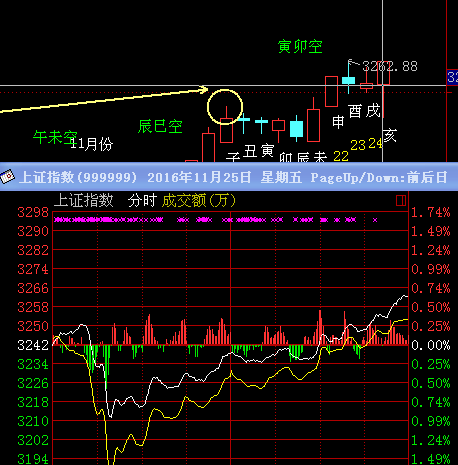 寅卯空
3262.88
32
辰巳空
午未空
11月份
申 酉 戌
亥
子 丑 寅 卯 辰 未 22 23 24
上证指数(999999) 2016年11月25日 星期五 PageUp/Down:前后日
上证指数 分时 成交额(万)
3298 1.74%
3290 1.49%
3282 1.24%
3274 0.99%
3266 0.75%
3258 0.50%
3250 0.25%
3242 0.00%
3234 0.25%
3226 0.50%
3218 0.75%
3210 0.99%
3202 1.24%
3194 1.49%